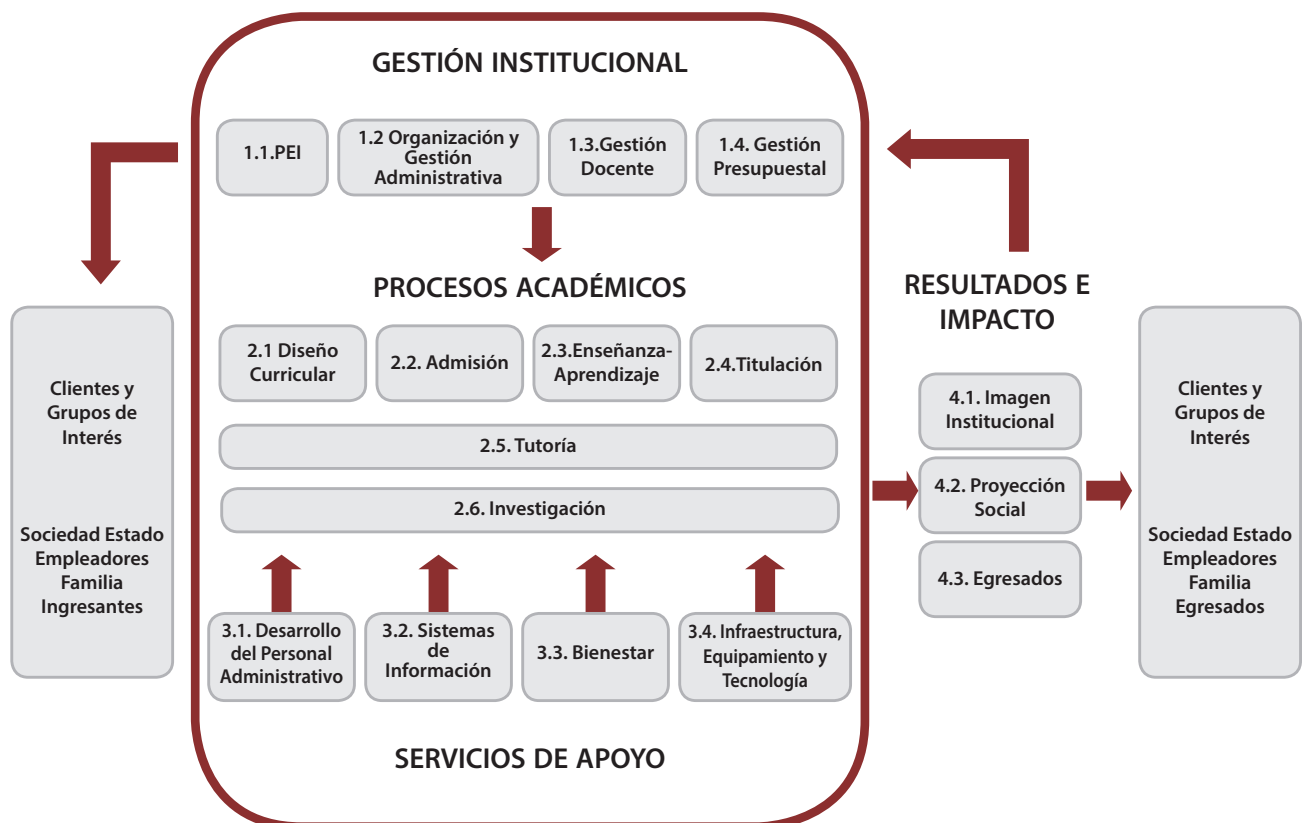 GESTIÓN INSTITUCIONAL
1.1.PEI
1.2 Organización y
Gestión
Administrativa
1.3.Gestión
Docente
1.4. Gestión
Presupuestal
PROCESOS ACADÉMICOS
2.1 Diseño
Curricular
2.2. Admisión
2.3.Enseñanza-
Aprendizaje
2.4.Titulación
2.5. Tutoría
2.6. Investigación
3.1. Desarrollo
del Personal
Administrativo
3.2. Sistemas
de
Información
3.3. Bienestar
3.4. Infraestructura,
Equipamiento y
Tecnología
SERVICIOS DE APOYO
Clientes y
Grupos de
Interés
Sociedad Estado
Empleadores
Familia
Ingresantes
RESULTADOS E
IMPACTO
4.1. Imagen
Institucional
4.2. Proyección
Social
4.3. Egresados
Clientes y
Grupos de
Interés
Sociedad Estado
Empleadores
Familia
Egresados